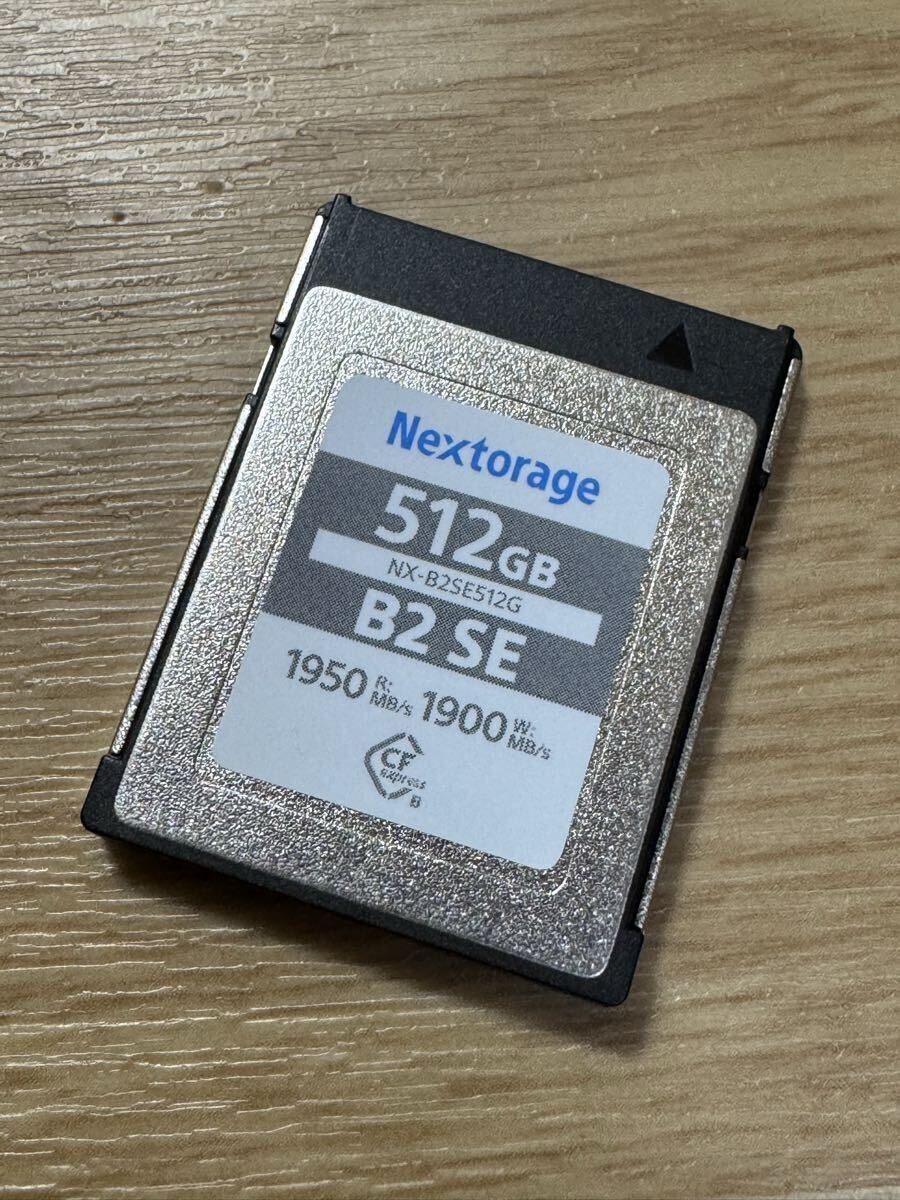 Nextorage
512GB
NX-B2SE512G
B2 SE
1950 R: MB/s 1900 W: MB/s
CF
express
B